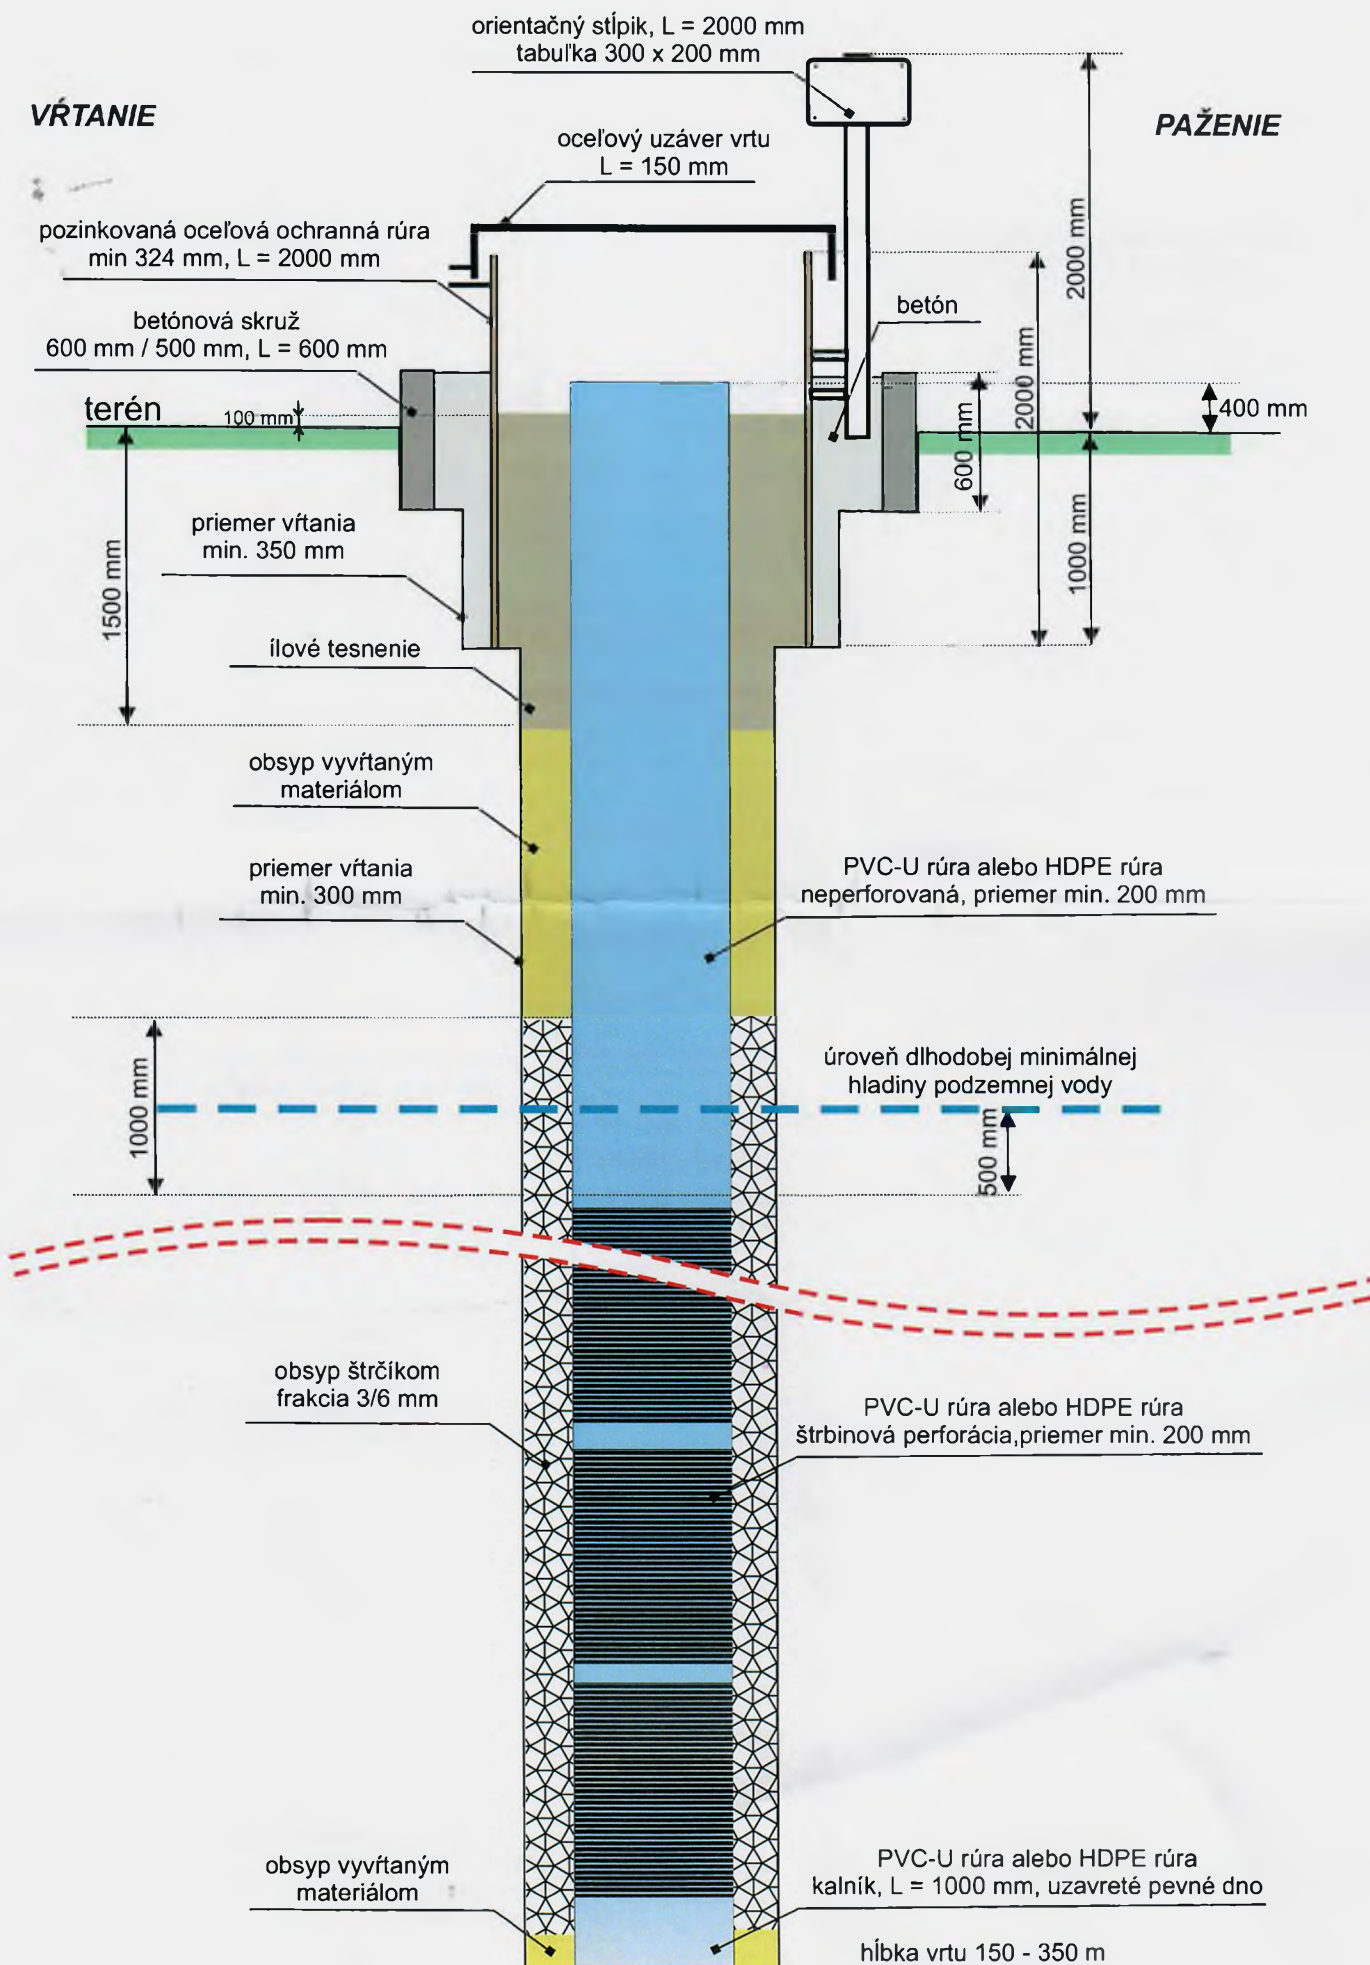 orientačný stĺpik, L = 2000 mm
tabuľka 300 x 200 mm
VŔTANIE
PAŽENIE
oceľový uzáver vrtu
L = 150 mm
pozinkovaná oceľová ochranná rúra
min 324 mm, L = 2000 mm
2000 mm
betónová skruž
600 mm / 500 mm, L = 600 mm
betón
2000 mm
terén
100 mm
400 mm
600 mm
priemer vŕtania
min. 350 mm
1000 mm
1500 mm
ílové tesnenie
obsyp vyvŕtaným
materiálom
priemer vŕtania
min. 300 mm
PVC-U rúra alebo HDPE rúra
neperforovaná, priemer min. 200 mm
úroveň dlhodobej minimálnej
hladiny podzemnej vody
1000 mm
500 mm
obsyp štrčíkom
frakcia 3/6 mm
PVC-U rúra alebo HDPE rúra
štrbinová perforácia,priemer min. 200 mm
obsyp vyvŕtaným
materiálom
PVC-U rúra alebo HDPE rúra
kalník, L = 1000 mm, uzavreté pevné dno
hĺbka vrtu 150 - 350 m